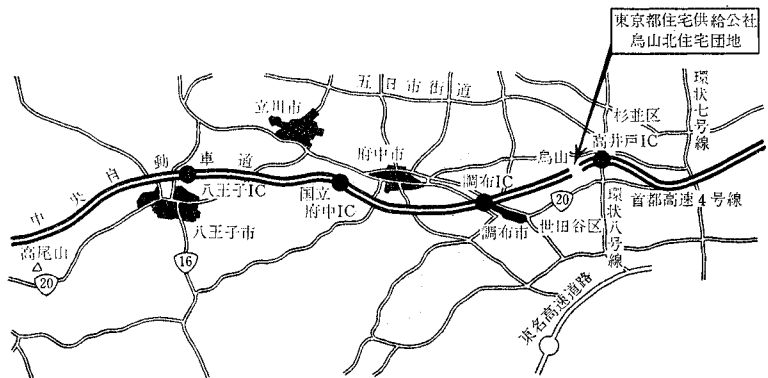 東京都住宅供給公社
烏山北住宅団地
五日市街道
環状七号線
立川市
杉並区
府中市
烏山
高井戸IC
中央自動車道
八王子IC
国立
府中IC
調布IC
20
首都高速4号線
八王子市
調布市
世田谷区
環状八号線
高尾山
16
20
東名高速道路